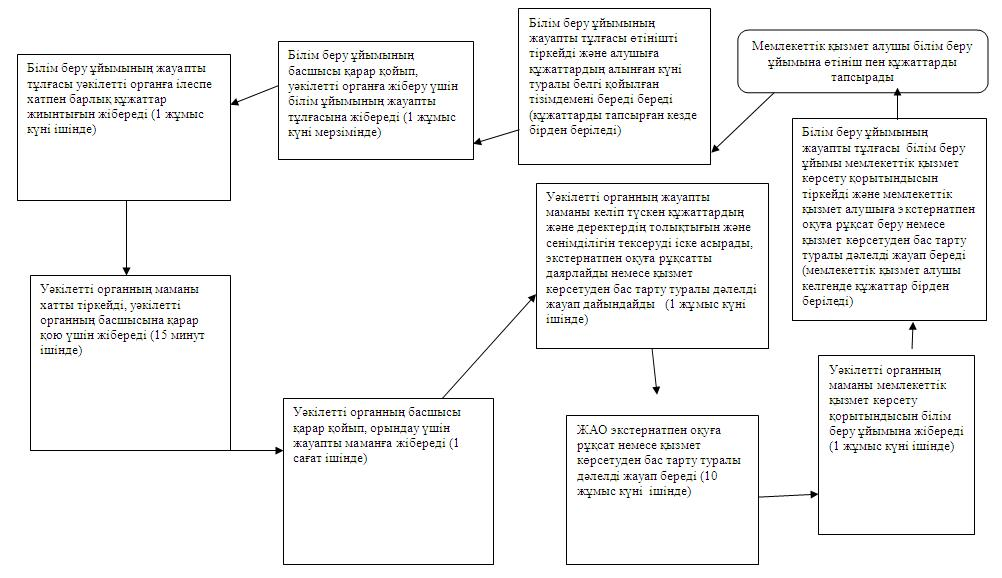 Мемлекеттік қызмет алушы білім беру
ұйымына өтініш пен құжаттарды
тапсырады
Білім беру ұйымының
жауапты тұлғасы өтінішті
тіркейді және алушыға
құжаттардың алынған күні
туралы белгі қойылған
тізімдемені береді береді
(құжаттарды тапсырған кезде
бірден беріледі)
Білім беру ұйымының
басшысы қарар қойып,
уәкілетті органға жіберу үшін
білім ұйымының жауапты
тұлғасына жібереді (1 жұмыс
күні мерзімінде)
Білім беру ұйымының жауапты
тұлғасы уәкілетті органға ілеспе
хатпен барлық құжаттар
жиынтығын жібереді (1 жұмыс
күні ішінде)
Уәкілетті органның маманы
хатты тіркейді, уәкілетті
органның басшысына қарар
қою үшін жібереді (15 минут
ішінде)
Уәкілетті органның басшысы
қарар қойып, орындау үшін
жауапты маманға жібереді (1
сағат ішінде)
Уәкілетті органның жауапты
маманы келіп түскен құжаттардың
және деректердің толықтығын және
сенімділігін тексеруді іске асырады,
экстернатпен оқуға рұқсатты
даярлайды немесе қызмет
көрсетуден бас тарту туралы дәлелді
жауап дайындайды (1 жұмыс күні
ішінде)
ЖАО экстернатпен оқуға
рұқсат немесе қызмет
көрсетуден бас тарту туралы
дәлелді жауап береді (10
жұмыс күні ішінде)
Уәкілетті органның
маманы мемлекеттік
қызмет көрсету
қорытындысын білім
беру ұйымына жібереді
(1 жұмыс күні ішінде)
Білім беру ұйымының
жауапты тұлғасы білім беру
ұйымы мемлекеттік қызмет
көрсету қорытындысын
тіркейді және мемлекеттік
қызмет алушыға экстернатпен
оқуға рұқсат беру немесе
қызмет көрсетуден бас тарту
туралы дәлелді жауап береді
(мемлекеттік қызмет алушы
келгенде құжаттар бірден
беріледі)